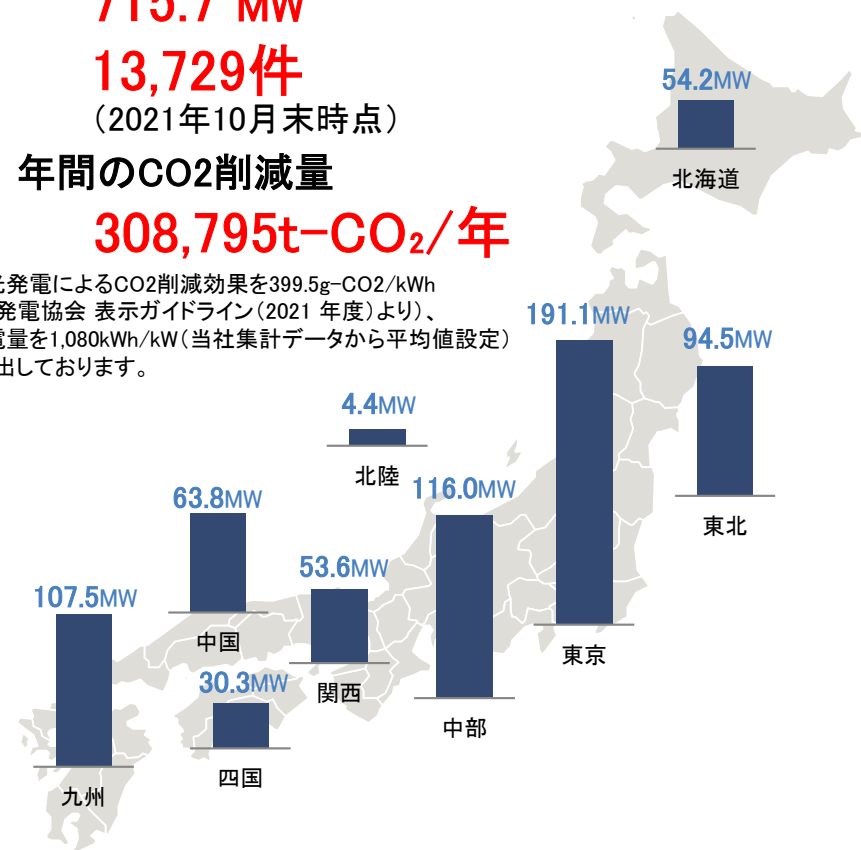 715.7 MW
13,729件
（2021年10月末時点）
年間のCO2削減量
308,795t-CO₂/年
光発電によるCO2削減効果を399.5g-CO2/kWh
発電協会 表示ガイドライン（2021 年度）より）、
電量を1,080kWh/kW（当社集計データから平均値設定）
出しております。
54.2MW
北海道
191.1MW
東京
94.5MW
東北
4.4MW
北陸
116.0MW
中部
63.8MW
中国
53.6MW
関西
107.5MW
九州
30.3MW
四国